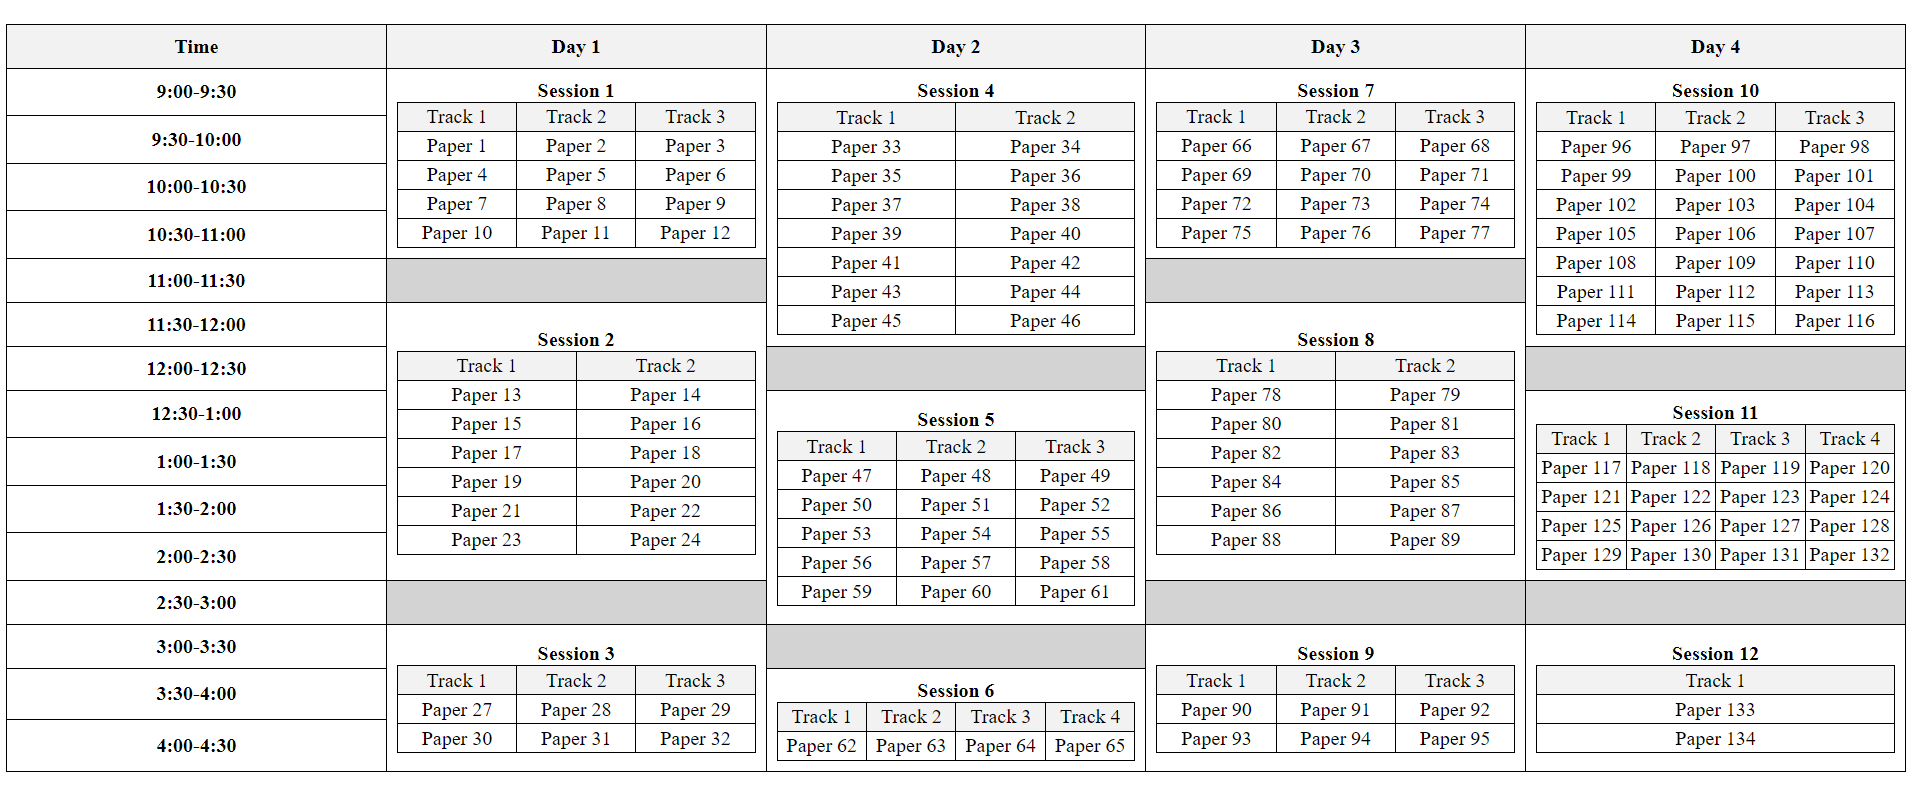 Time Day 1 Day 2 Day 3 Day 4
9:00-9:30
9:30-10:00
10:00-10:30
10:30-11:00
11:00-11:30
11:30-12:00
12:00-12:30
12:30-1:00
1:00-1:30
1:30-2:00
2:00-2:30
2:30-3:00
3:00-3:30
3:30-4:00
4:00-4:30
Session 1
Track 1 Track 2 Track 3
Paper 1 Paper 2 Paper 3
Paper 4 Paper 5 Paper 6
Paper 7 Paper 8 Paper 9
Paper 10 Paper 11 Paper 12
Session 2
Track 1 Track 2
Paper 13 Paper 14
Paper 15 Paper 16
Paper 17 Paper 18
Paper 19 Paper 20
Paper 21 Paper 22
Paper 23 Paper 24
Session 3
Track 1 Track 2 Track 3
Paper 27 Paper 28 Paper 29
Paper 30 Paper 31 Paper 32
Session 4
Track 1 Track 2
Paper 33 Paper 34
Paper 35 Paper 36
Paper 37 Paper 38
Paper 39 Paper 40
Paper 41 Paper 42
Paper 43 Paper 44
Paper 45 Paper 46
Session 5
Track 1 Track 2 Track 3
Paper 47 Paper 48 Paper 49
Paper 50 Paper 51 Paper 52
Paper 53 Paper 54 Paper 55
Paper 56 Paper 57 Paper 58
Paper 59 Paper 60 Paper 61
Session 6
Track 1 Track 2 Track 3 Track 4
Paper 62 Paper 63 Paper 64 Paper 65
Session 7
Track 1 Track 2 Track 3
Paper 66 Paper 67 Paper 68
Paper 69 Paper 70 Paper 71
Paper 72 Paper 73 Paper 74
Paper 75 Paper 76 Paper 77
Session 8
Track 1 Track 2
Paper 78 Paper 79
Paper 80 Paper 81
Paper 82 Paper 83
Paper 84 Paper 85
Paper 86 Paper 87
Paper 88 Paper 89
Session 9
Track 1 Track 2 Track 3
Paper 90 Paper 91 Paper 92
Paper 93 Paper 94 Paper 95
Session 10
Track 1 Track 2 Track 3
Paper 96 Paper 97 Paper 98
Paper 99 Paper 100 Paper 101
Paper 102 Paper 103 Paper 104
Paper 105 Paper 106 Paper 107
Paper 108 Paper 109 Paper 110
Paper 111 Paper 112 Paper 113
Paper 114 Paper 115 Paper 116
Session 11
Track 1 Track 2 Track 3 Track 4
Paper 117 Paper 118 Paper 119 Paper 120
Paper 121 Paper 122 Paper 123 Paper 124
Paper 125 Paper 126 Paper 127 Paper 128
Paper 129 Paper 130 Paper 131 Paper 132
Session 12
Track 1
Paper 133
Paper 134